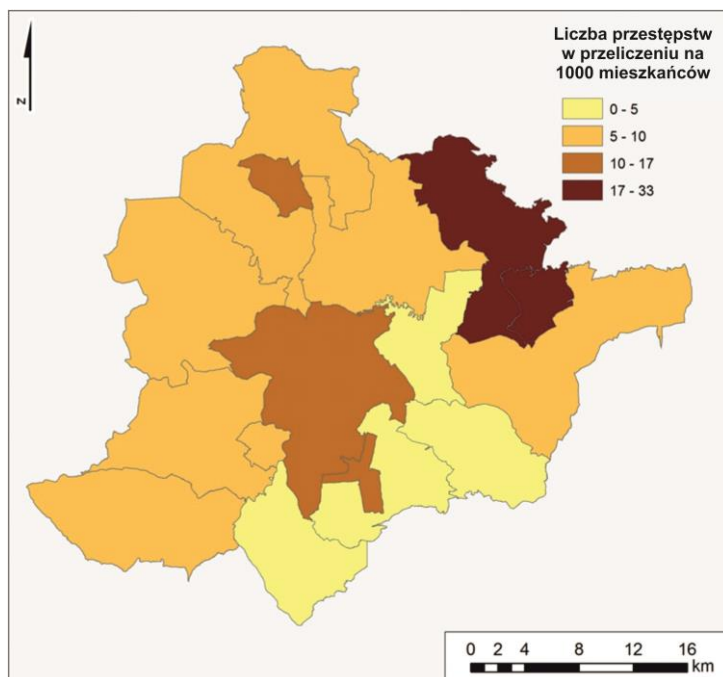 Liczba przestępstw
w przeliczeniu na
1000 mieszkańców
0 - 5
5 - 10
10 - 17
17 - 33
N
0 2 4 8 12 16
km